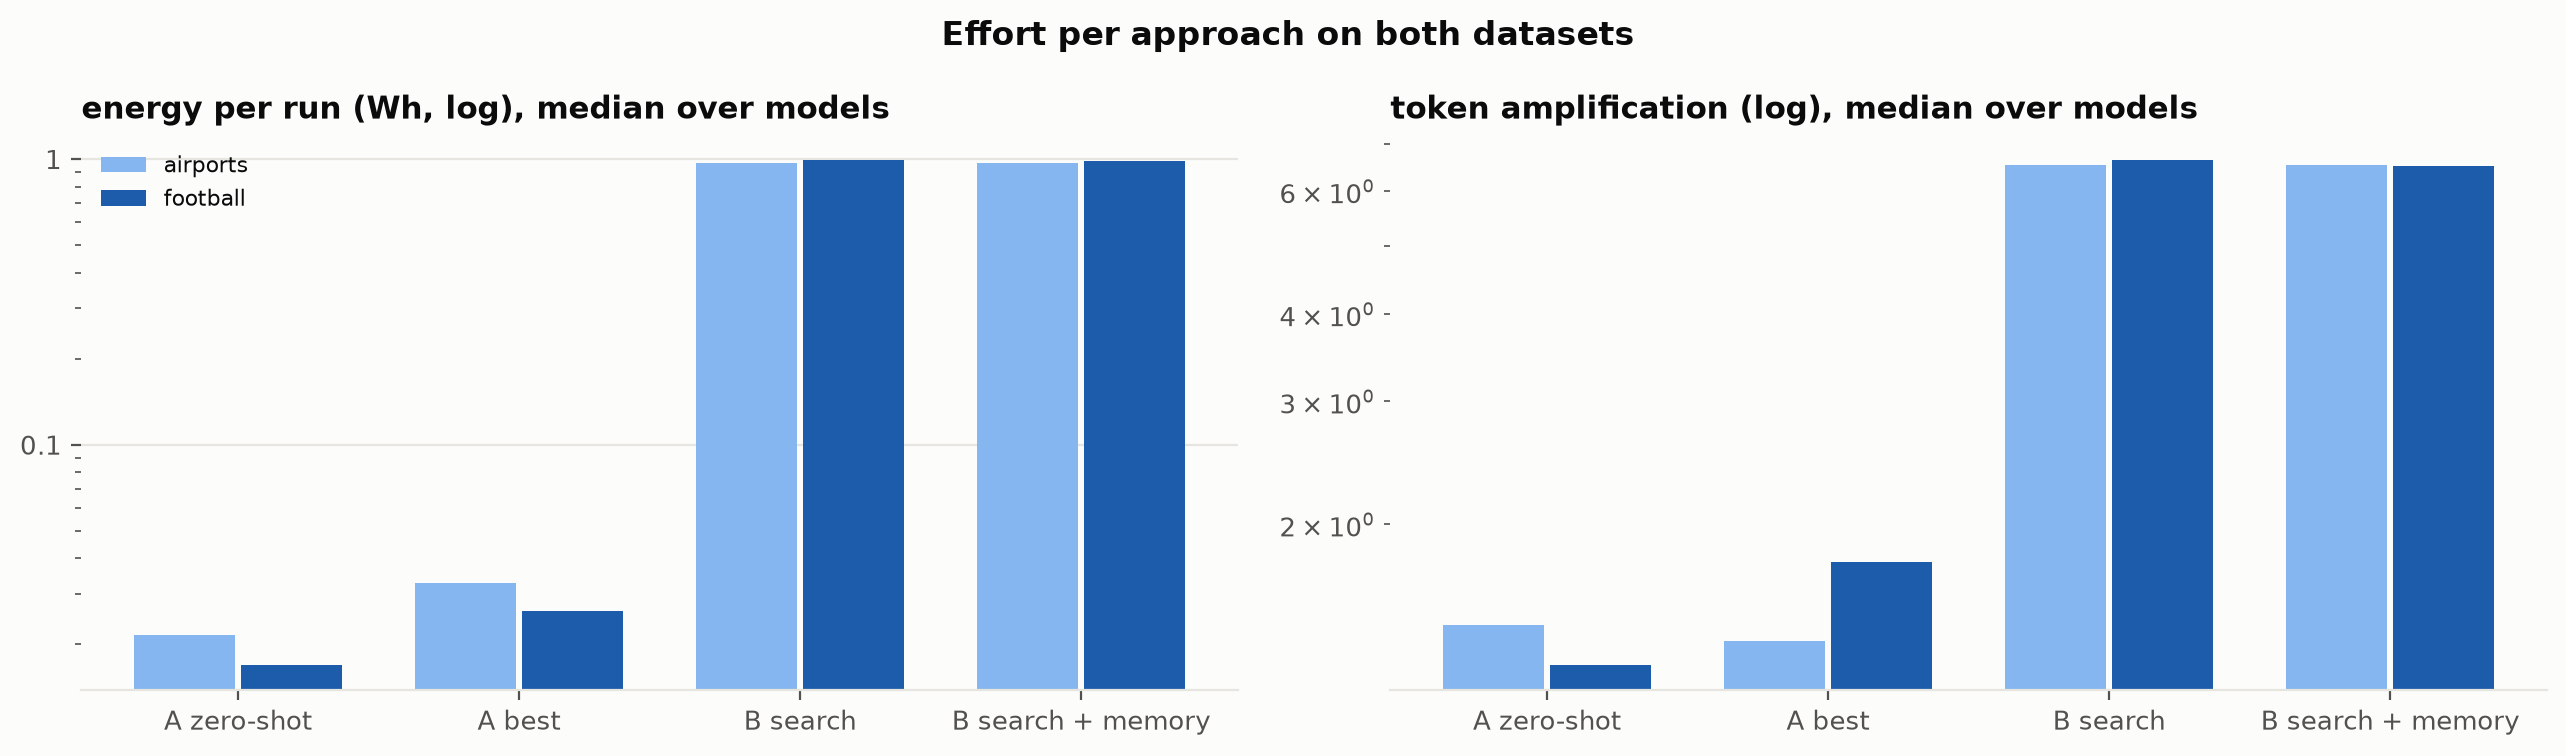 Effort per approach on both datasets
energy per run (Wh, log), median over models
1
0.1
airports
football
A zero-shot
A best
B search
B search + memory
token amplification (log), median over models
6 × 10⁰
4 × 10⁰
3 × 10⁰
2 × 10⁰
A zero-shot
A best
B search
B search + memory